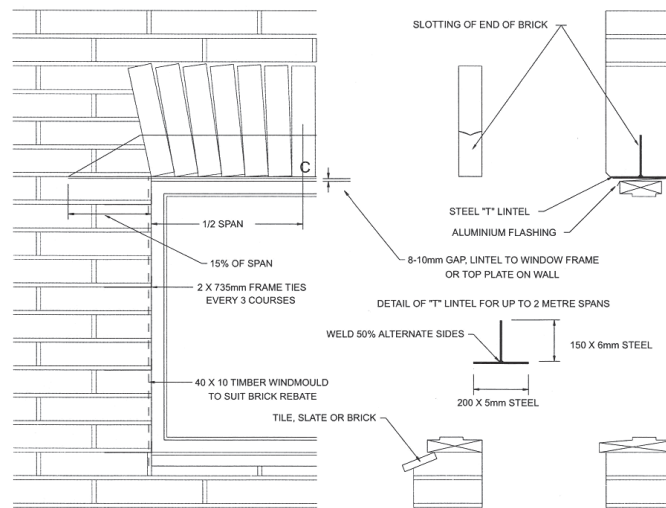 SLOTTING OF END OF BRICK
C
STEEL "T" LINTEL
ALUMINIUM FLASHING
1/2 SPAN
15% OF SPAN
8-10mm GAP, LINTEL TO WINDOW FRAME
OR TOP PLATE ON WALL
2 X 735mm FRAME TIES
EVERY 3 COURSES
DETAIL OF "T" LINTEL FOR UP TO 2 METRE SPANS
WELD 50% ALTERNATE SIDES
150 X 6mm STEEL
40 X 10 TIMBER WINDMOULD
TO SUIT BRICK REBATE
200 X 5mm STEEL
TILE, SLATE OR BRICK